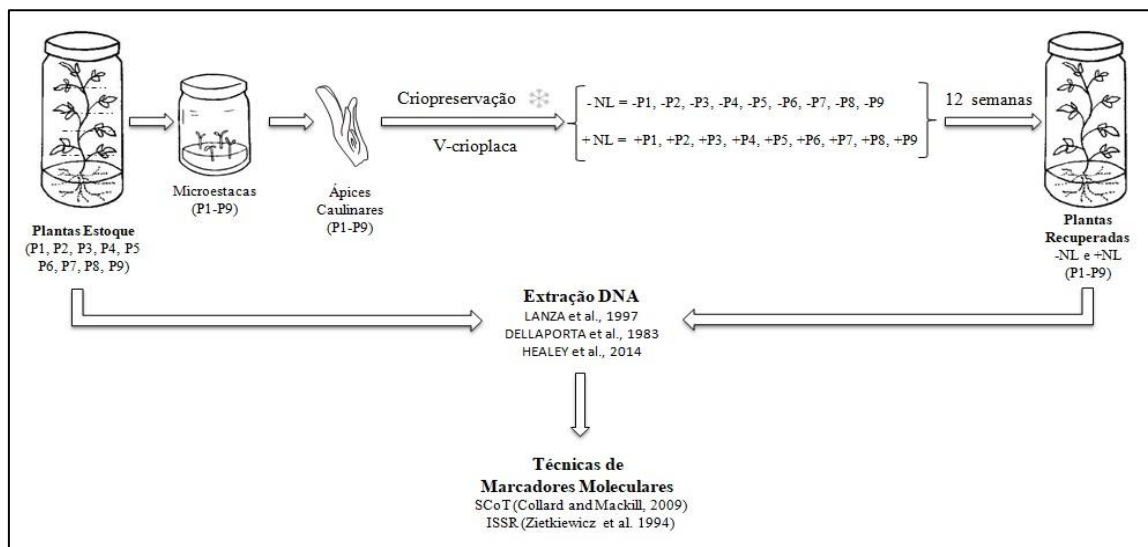 Plantas Estoque
(P1, P2, P3, P4, P5
P6, P7, P8, P9)
Microestacas
(P1-P9)
Ápices
Caulinares
(P1-P9)
Criopreservação
V-crioplaca
- NL = -P1, -P2, -P3, -P4, -P5, -P6, -P7, -P8, -P9
+ NL = +P1, +P2, +P3, +P4, +P5, +P6, +P7, +P8, +P9
12 semanas
Plantas
Recuperadas
-NL e +NL
(P1-P9)
Extração DNA
LANZA et al., 1997
DELLAPORTA et al., 1983
HEALEY et al., 2014
Técnicas de
Marcadores Moleculares
SCoT (Collard and Mackill, 2009)
ISSR (Zietkiewicz et al. 1994)